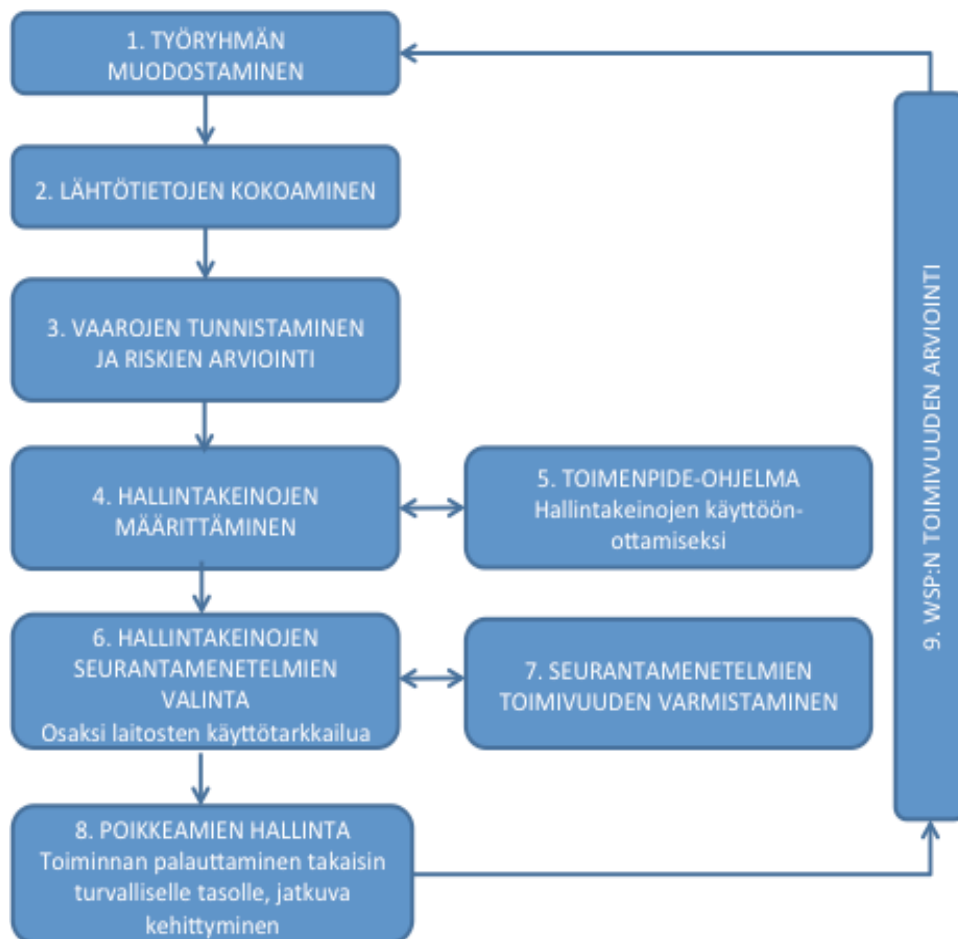 1. TYÖRYHMÄN
MUODOSTAMINEN
2. LÄHTÖTIETOJEN KOKOAMINEN
3. VAAROJEN TUNNISTAMINEN
JA RISKIEN ARVIOINTI
4. HALLINTAKEINOJEN
MÄÄRITTÄMINEN
5. TOIMENPIDE-OHJELMA
Hallintakeinojen käyttöön-
ottamiseksi
6. HALLINTAKEINOJEN
SEURANTAMENETELMIEN
VALINTA
Osaksi laitosten käyttötarkkailua
7. SEURANTAMENETELMIEN
TOIMIVUUDEN VARMISTAMINEN
8. POIKKEAMIEN HALLINTA
Toiminnan palauttaminen takaisin
turvalliselle tasolle, jatkuva
kehittyminen
9. WSP:N TOIMIVUUDEN ARVIOINTI